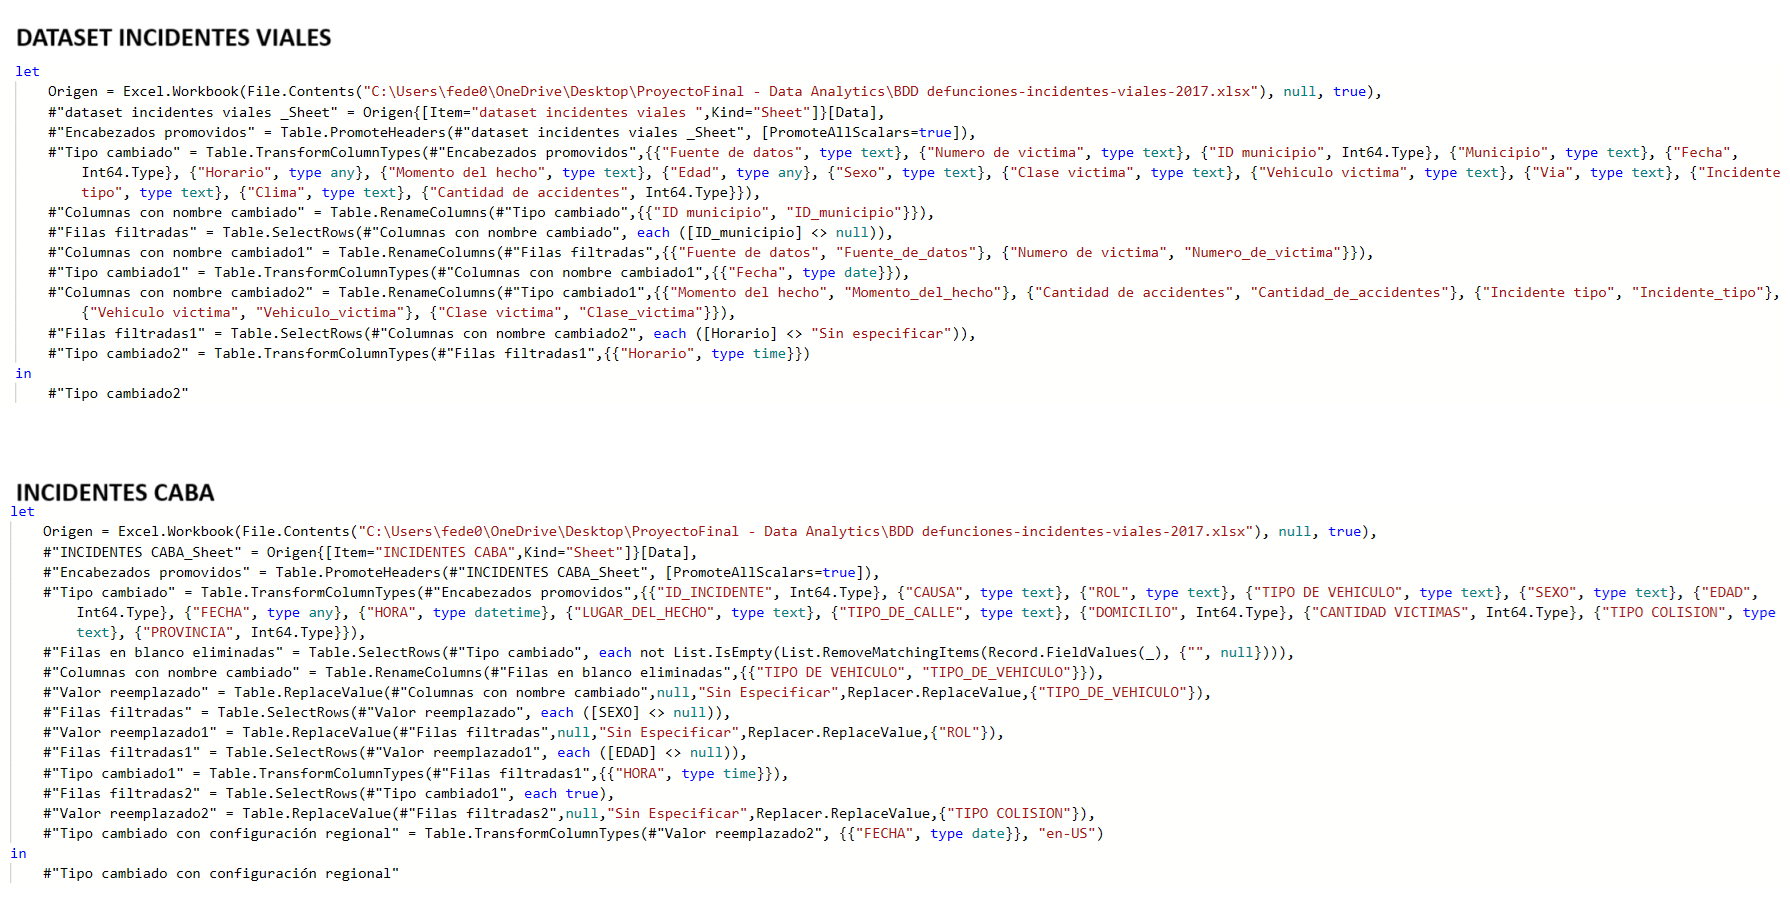 DATASET INCIDENTES VIALES
let
Origen = Excel.Workbook(File.Contents("C:\Users\fede0\OneDrive\Desktop\ProyectoFinal - Data Analytics\BDD defunciones-incidentes-viales-2017.xlsx"), null, true),
#"dataset incidentes viales _Sheet" = Origen{[Item="dataset incidentes viales ",Kind="Sheet"]}[Data],
#"Encabezados promovidos" = Table.PromoteHeaders(#"dataset incidentes viales _Sheet", [PromoteAllScalars=true]),
#"Tipo cambiado" = Table.TransformColumnTypes(#"Encabezados promovidos",{{"Fuente de datos", type text}, {"Numero de victima", type text}, {"ID municipio", Int64.Type}, {"Municipio", type text}, {"Fecha",
Int64.Type}, {"Horario", type any}, {"Momento del hecho", type text}, {"Edad", type any}, {"Sexo", type text}, {"Clase victima", type text}, {"Vehiculo victima", type text}, {"Via", type text}, {"Incidente
tipo", type text}, {"Clima", type text}, {"Cantidad de accidentes", Int64.Type}}),
#"Columnas con nombre cambiado" = Table.RenameColumns(#"Tipo cambiado",{{"ID municipio", "ID_municipio"}}),
#"Filas filtradas" = Table.SelectRows(#"Columnas con nombre cambiado", each ([ID_municipio] <> null)),
#"Columnas con nombre cambiado1" = Table.RenameColumns(#"Filas filtradas",{{"Fuente de datos", "Fuente_de_datos"}, {"Numero de victima", "Numero_de_victima"}}),
#"Tipo cambiado1" = Table.TransformColumnTypes(#"Columnas con nombre cambiado1",{{"Fecha", type date}}),
#"Columnas con nombre cambiado2" = Table.RenameColumns(#"Tipo cambiado1",{{"Momento del hecho", "Momento_del_hecho"}, {"Cantidad de accidentes", "Cantidad_de_accidentes"}, {"Incidente tipo", "Incidente_tipo"},
{"Vehiculo victima", "Vehiculo_victima"}, {"Clase victima", "Clase_victima"}}),
#"Filas filtradas1" = Table.SelectRows(#"Columnas con nombre cambiado2", each ([Horario] <> "Sin especificar")),
#"Tipo cambiado2" = Table.TransformColumnTypes(#"Filas filtradas1",{{"Horario", type time}})
in
#"Tipo cambiado2"
INCIDENTES CABA
let
Origen = Excel.Workbook(File.Contents("C:\Users\fede0\OneDrive\Desktop\ProyectoFinal - Data Analytics\BDD defunciones-incidentes-viales-2017.xlsx"), null, true),
#"INCIDENTES CABA_Sheet" = Origen{[Item="INCIDENTES CABA",Kind="Sheet"]}[Data],
#"Encabezados promovidos" = Table.PromoteHeaders(#"INCIDENTES CABA_Sheet", [PromoteAllScalars=true]),
#"Tipo cambiado" = Table.TransformColumnTypes(#"Encabezados promovidos",{{"ID_INCIDENTE", Int64.Type}, {"CAUSA", type text}, {"ROL", type text}, {"TIPO DE VEHICULO", type text}, {"SEXO", type text}, {"EDAD",
Int64.Type}, {"FECHA", type any}, {"HORA", type datetime}, {"LUGAR_DEL_HECHO", type text}, {"TIPO_DE_CALLE", type text}, {"DOMICILIO", Int64.Type}, {"CANTIDAD VICTIMAS", Int64.Type}, {"TIPO COLISION", type
text}, {"PROVINCIA", Int64.Type}}),
#"Filas en blanco eliminadas" = Table.SelectRows(#"Tipo cambiado", each not List.IsEmpty(List.RemoveMatchingItems(Record.FieldValues(_), {"", null}))),
#"Columnas con nombre cambiado" = Table.RenameColumns(#"Filas en blanco eliminadas",{{"TIPO DE VEHICULO", "TIPO_DE_VEHICULO"}}),
#"Valor reemplazado" = Table.ReplaceValue(#"Columnas con nombre cambiado",null,"Sin Especificar",Replacer.ReplaceValue,{"TIPO_DE_VEHICULO"}),
#"Filas filtradas" = Table.SelectRows(#"Valor reemplazado", each ([SEXO] <> null)),
#"Valor reemplazado1" = Table.ReplaceValue(#"Filas filtradas",null,"Sin Especificar",Replacer.ReplaceValue,{"ROL"}),
#"Filas filtradas1" = Table.SelectRows(#"Valor reemplazado1", each ([EDAD] <> null)),
#"Tipo cambiado1" = Table.TransformColumnTypes(#"Filas filtradas1",{{"HORA", type time}}),
#"Filas filtradas2" = Table.SelectRows(#"Tipo cambiado1", each true),
#"Valor reemplazado2" = Table.ReplaceValue(#"Filas filtradas2",null,"Sin Especificar",Replacer.ReplaceValue,{"TIPO COLISION"}),
#"Tipo cambiado con configuración regional" = Table.TransformColumnTypes(#"Valor reemplazado2", {{"FECHA", type date}}, "en-US")
in
#"Tipo cambiado con configuración regional"